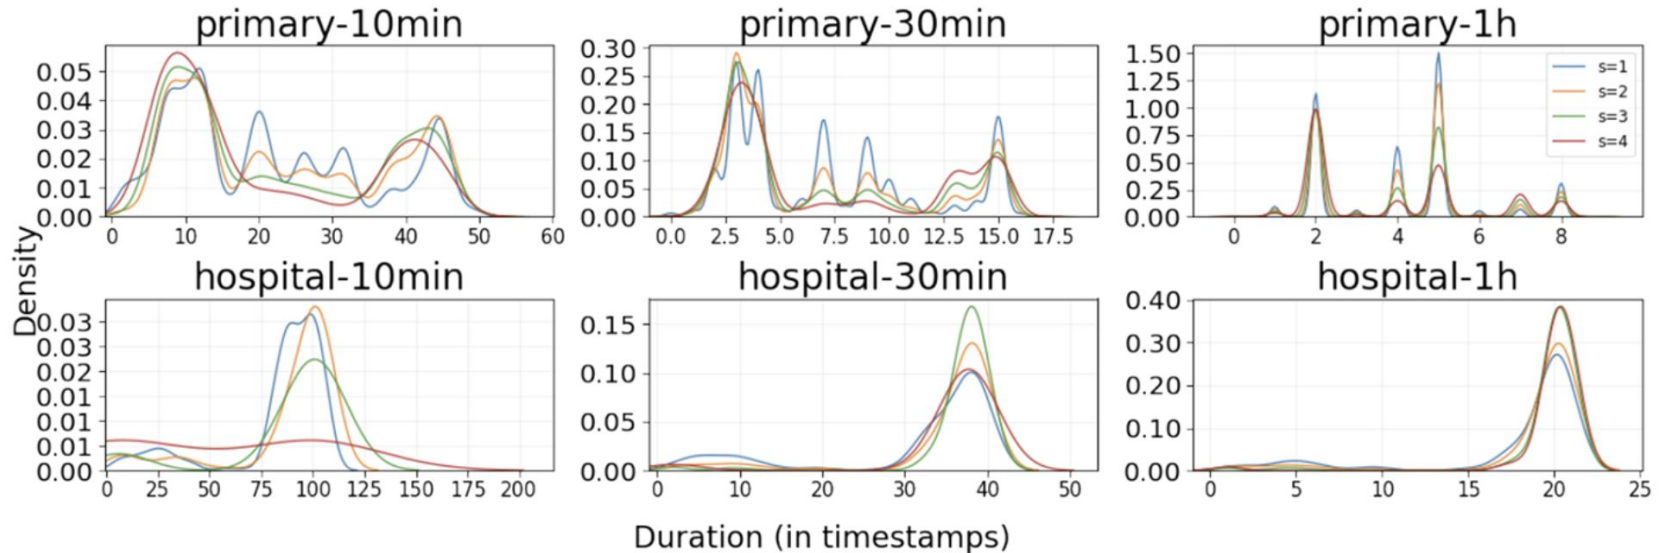 primary-10min primary-30min primary-1h
0.05
0.04
0.03
0.02
0.01
0.00
0 10 20 30 40 50 60
0.30
0.25
0.20
0.15
0.10
0.05
0.00
0.0 2.5 5.0 7.5 10.0 12.5 15.0 17.5
1.50
1.25
1.00
0.75
0.50
0.25
0.00
0 2 4 6 8
s=1
s=2
s=3
s=4
Density
hospital-10min hospital-30min hospital-1h
0.03
0.03
0.02
0.01
0.01
0.01
0.00
0 25 50 75 100 125 150 175 200
0.15
0.10
0.05
0.00
0 10 20 30 40 50
0.40
0.30
0.20
0.10
0.00
0 5 10 15 20 25
Duration (in timestamps)